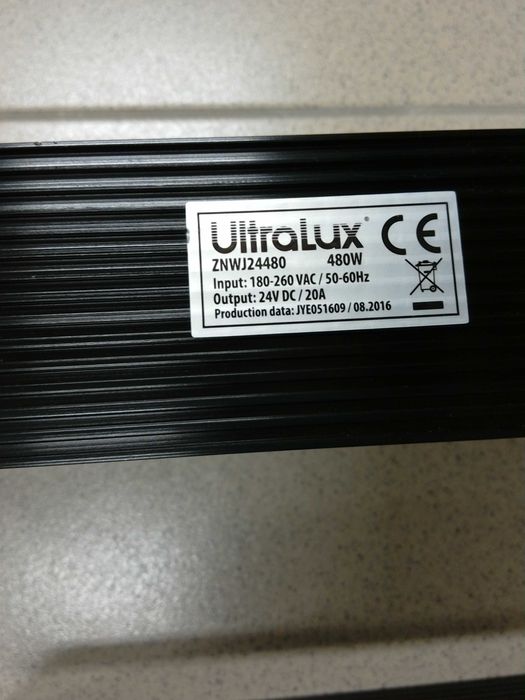 UltraLux® CE
ZNWJ24480 480W
Input: 180-260 VAC / 50-60Hz
Output: 24V DC / 20A
Production data: JYE051609 / 08.2016